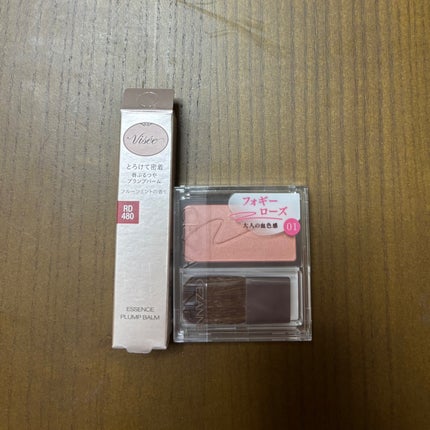 Visée
とろけて密着
唇ぷるつや
プランプバーム
フルーツミントの香り
RD
480
ESSENCE
PLUMP BALM
フォギー
ローズ
大人の血色感
01
CEZANNE